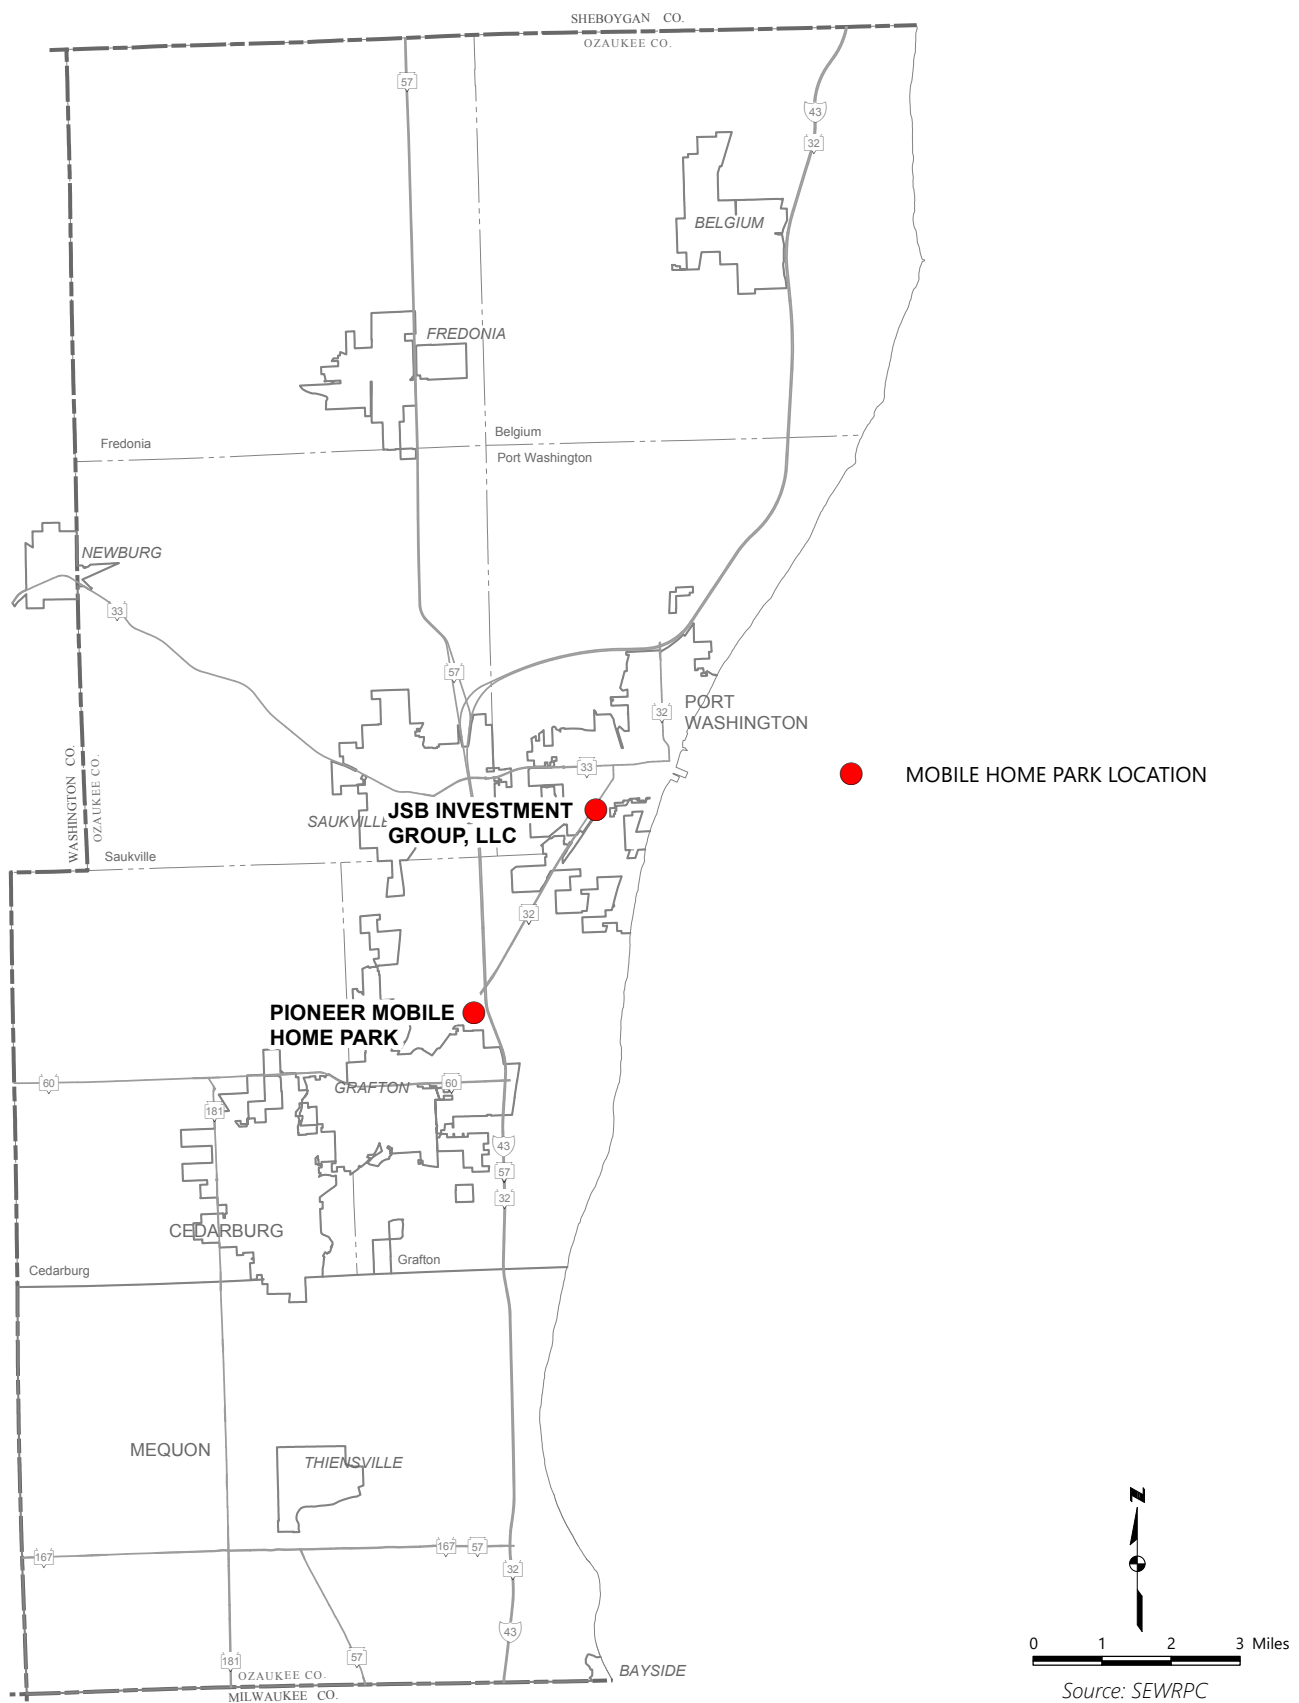 SHEBOYGAN CO.
OZAUKEE CO.
57
43
32
BELGIUM
FREDONIA
Fredonia
Belgium
Port Washington
NEWBURG
33
57
32
PORT
WASHINGTON
WASHINGTON CO.
OZAUKEE CO.
33
MOBILE HOME PARK LOCATION
SAUKVILLE
JSB INVESTMENT
GROUP, LLC
Saukville
32
PIONEER MOBILE
HOME PARK
60
GRAFTON
60
181
43
57
32
CEDARBURG
Cedarburg
Grafton
MEQUON
THIENSVILLE
167
167
57
32
43
181
57
OZAUKEE CO.
MILWAUKEE CO.
BAYSIDE
N
0 1 2 3 Miles
Source: SEWRPC